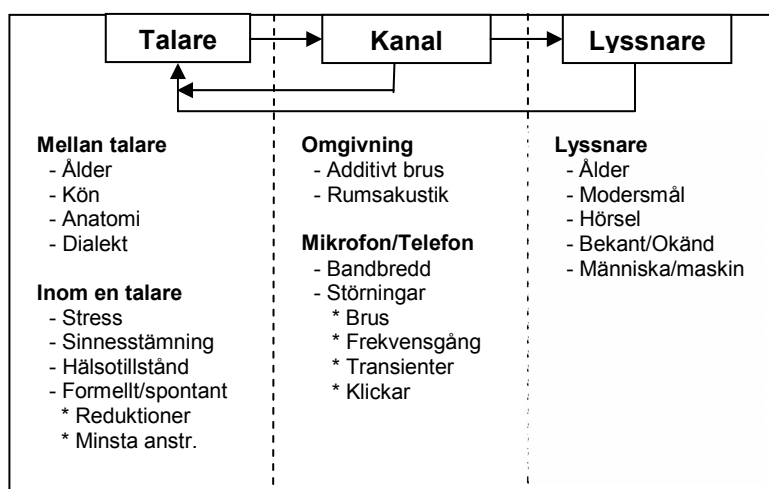 Talare
Kanal
Lyssnare
Mellan talare
- Ålder
- Kön
- Anatomi
- Dialekt
Inom en talare
- Stress
- Sinnesstämning
- Hälsotillstånd
- Formellt/spontant
* Reduktioner
* Minsta anstr.
Omgivning
- Additivt brus
- Rumsakustik
Mikrofon/Telefon
- Bandbredd
- Störningar
* Brus
* Frekvensgång
* Transienter
* Klickar
Lyssnare
- Ålder
- Modersmål
- Hörsel
- Bekant/Okänd
- Människa/maskin